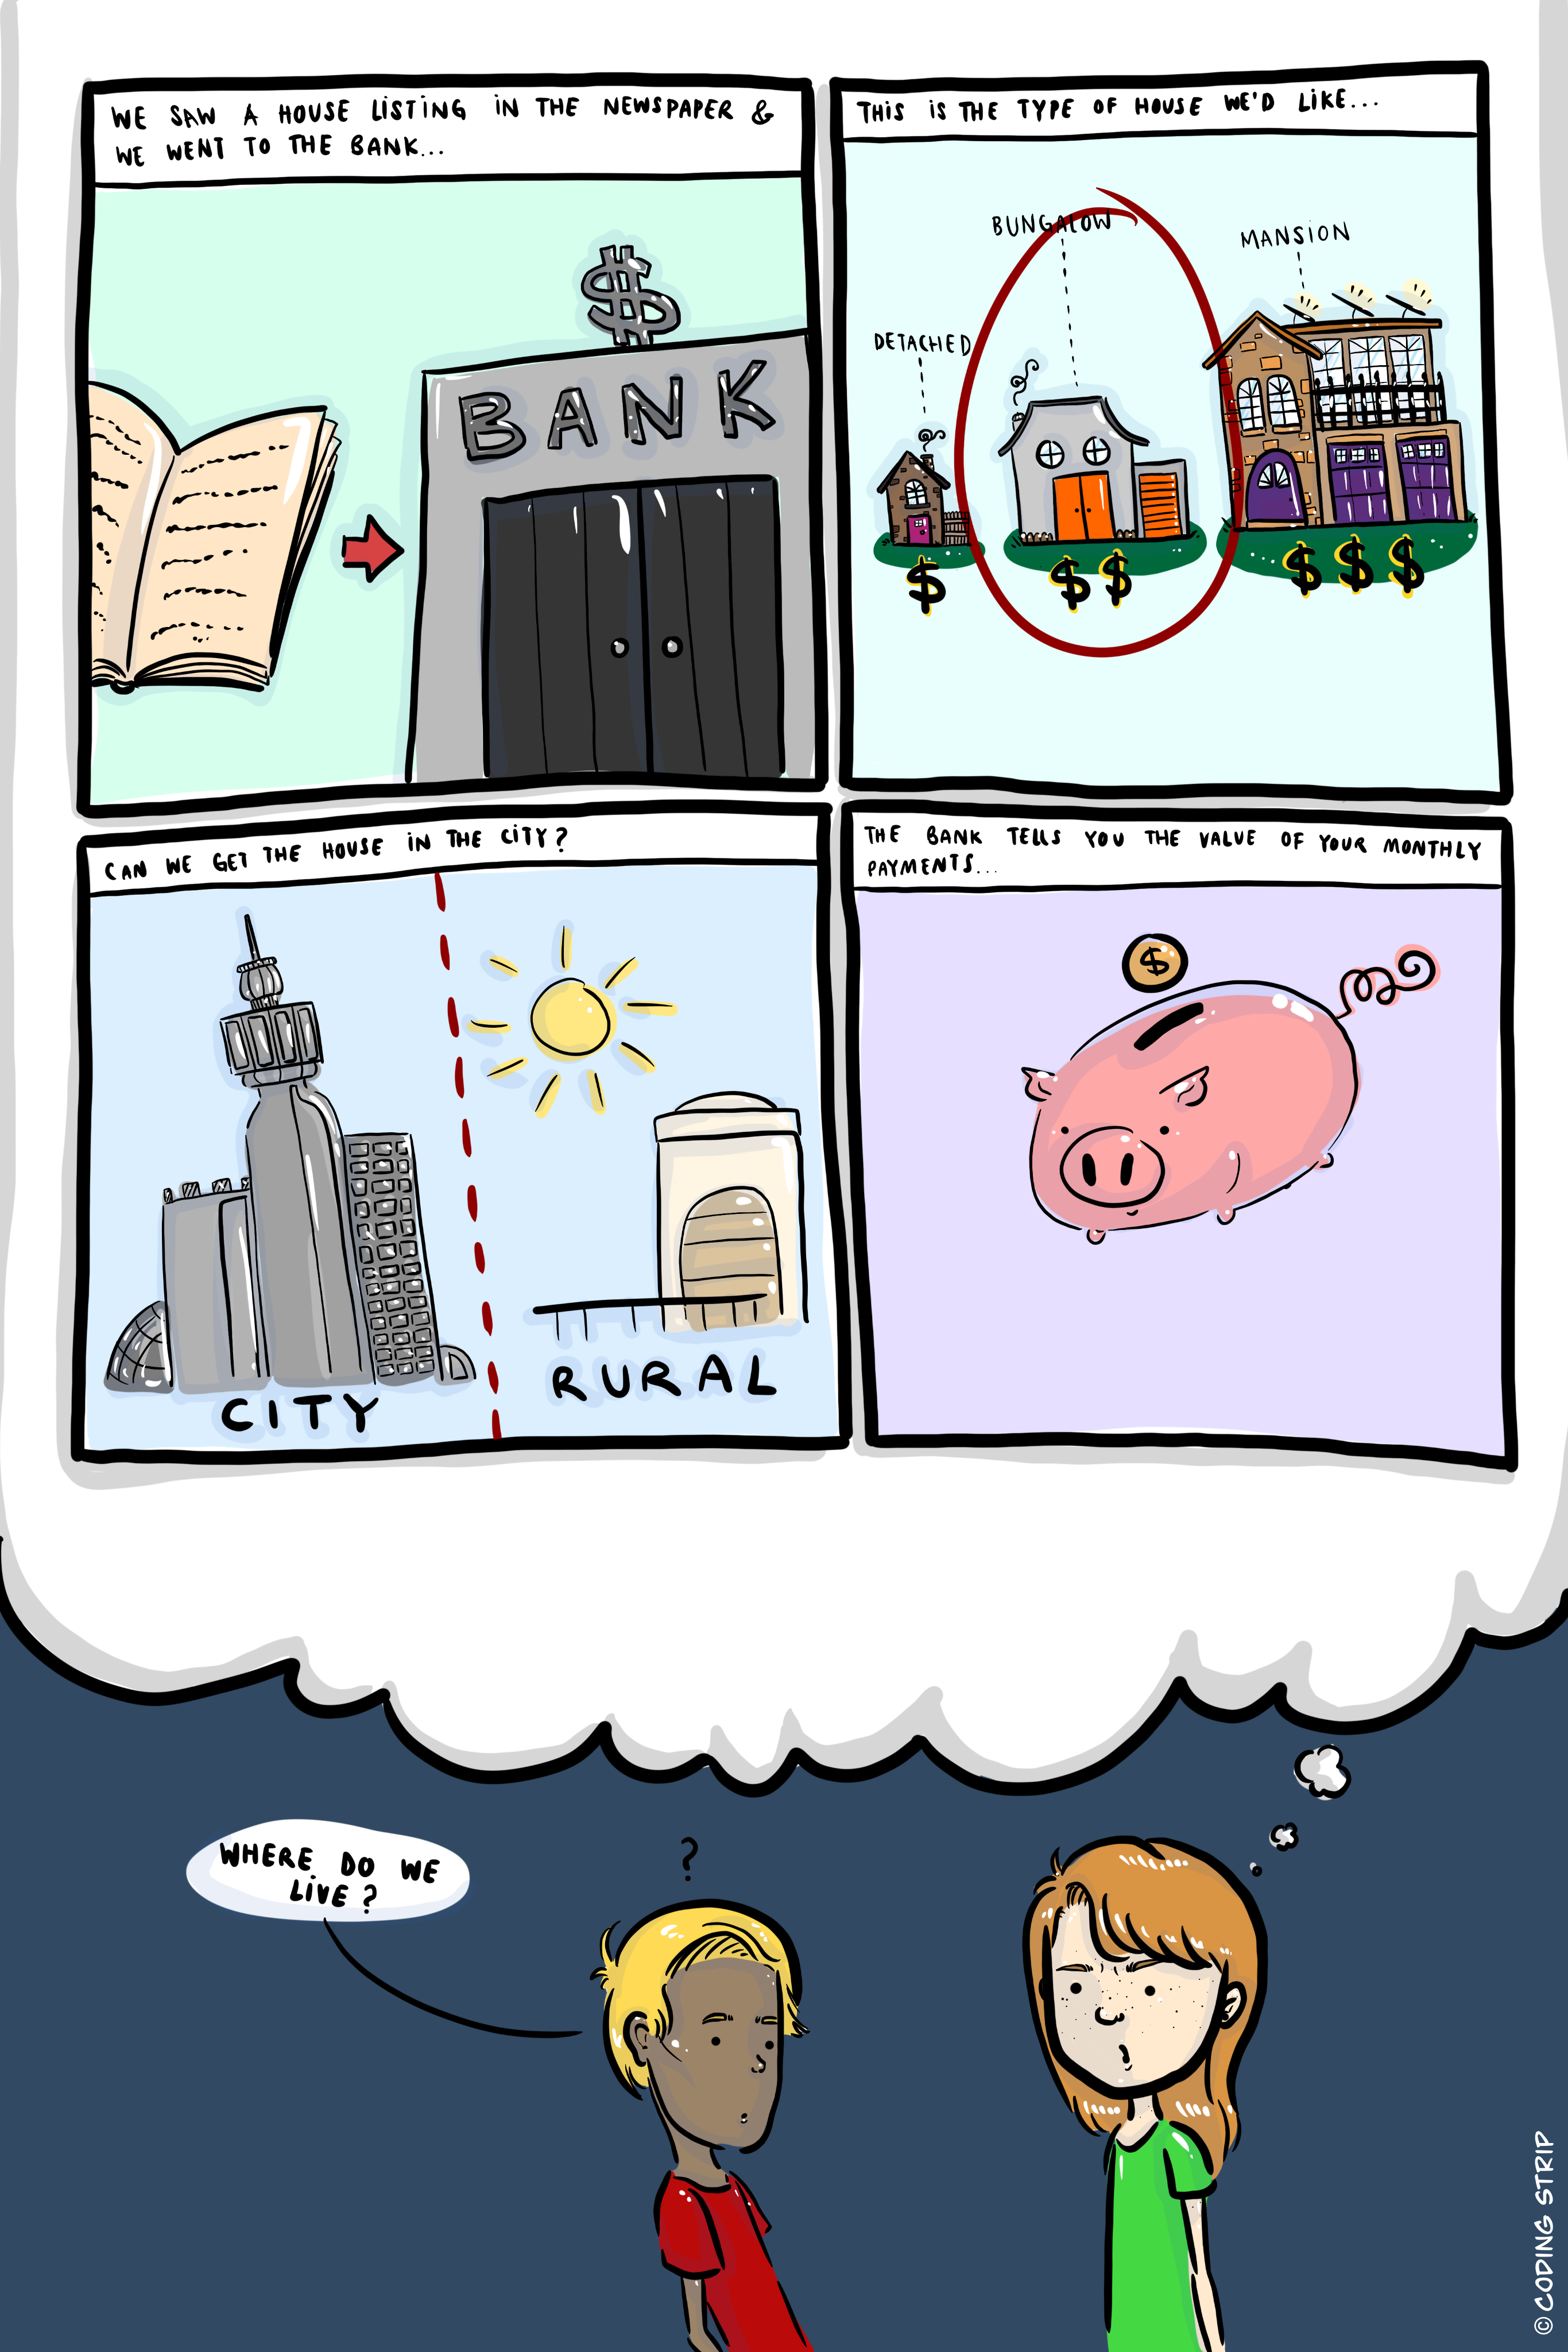 WE SAW A HOUSE LISTING IN THE NEWSPAPER &
WE WENT TO THE BANK...
$
BANK
THIS IS THE TYPE OF HOUSE WE'D LIKE...
BUNGALOW
MANSION
DETACHED
$
$$
$$$
CAN WE GET THE HOUSE IN THE CITY?
CITY
RURAL
THE BANK TELLS YOU THE VALUE OF YOUR MONTHLY
PAYMENTS...
$
WHERE DO WE
LIVE?
?
© CODING STRIP